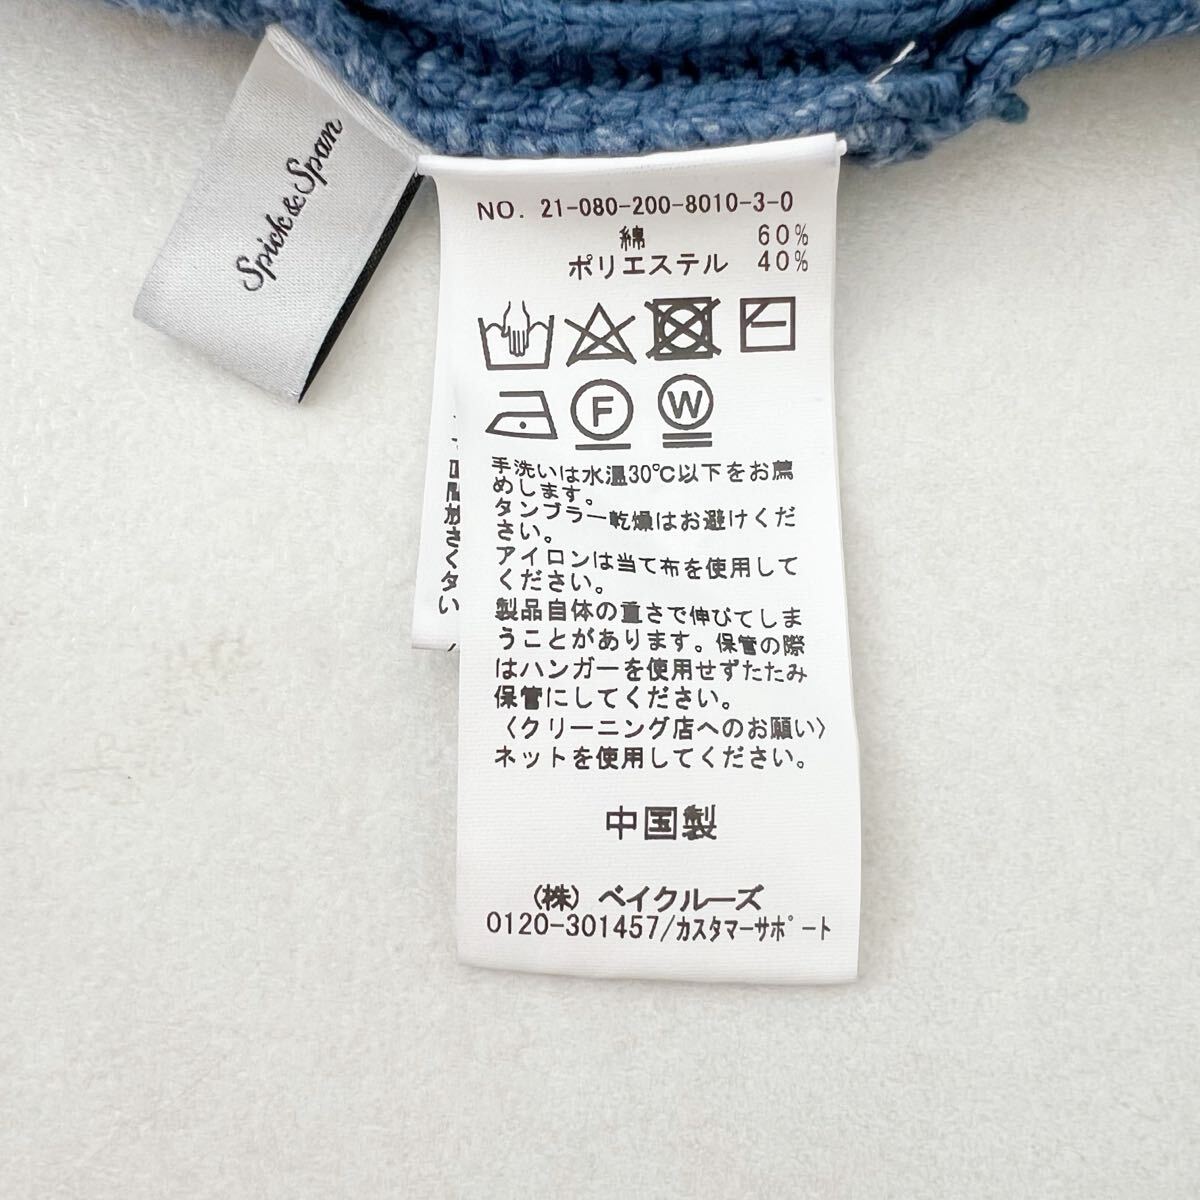 Spick&Span
NO. 21-080-200-8010-3-0
綿 60%
ポリエステル 40%
F
W
手洗いは水温30℃以下をお薦
めします。
タンブラー乾燥はお避けくだ
さい。
アイロンは当て布を使用して
ください。
製品自体の重さで伸びてしま
うことがあります。保管の際
はハンガーを使用せずたたみ
保管にしてください。
〈クリーニング店へのお願い〉
ネットを使用してください。
中国製
(株) ベイクルーズ
0120-301457/カスタマーサポート